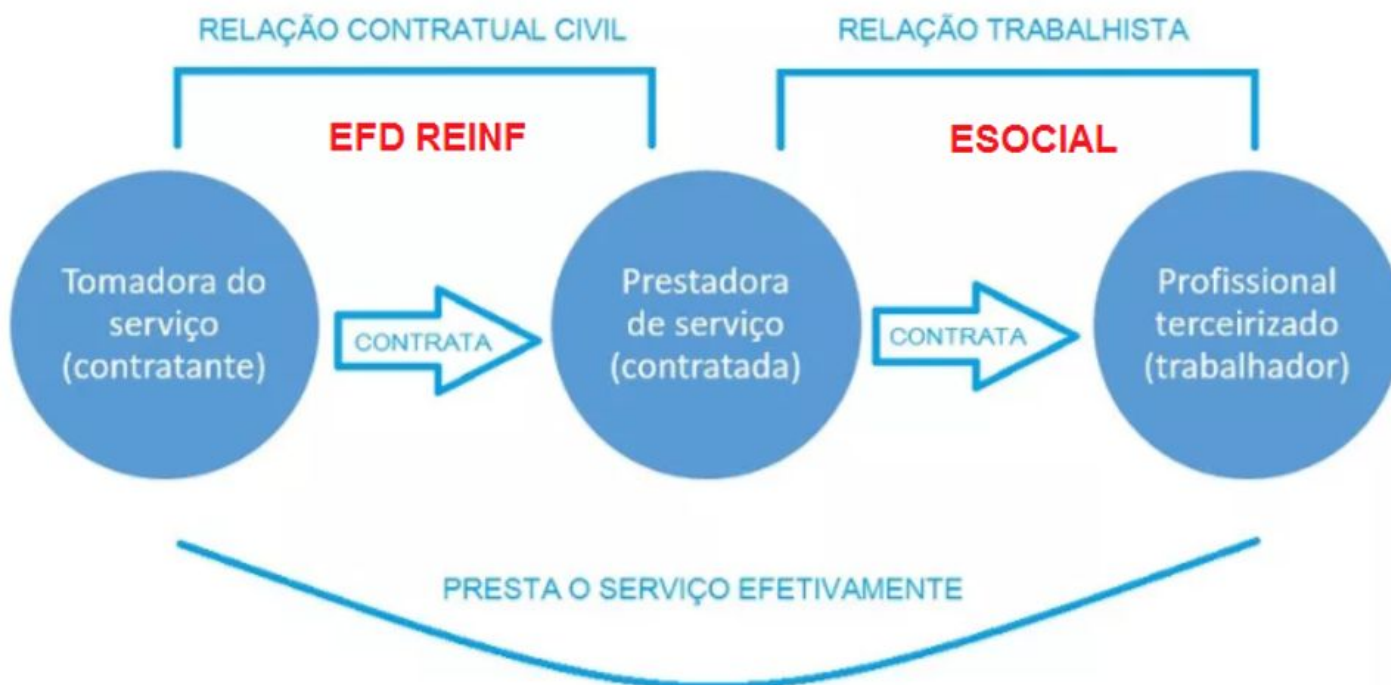 RELAÇÃO CONTRATUAL CIVIL
RELAÇÃO TRABALHISTA
EFD REINF
ESOCIAL
Tomadora do
serviço
(contratante)
CONTRATA
Prestadora
de serviço
(contratada)
CONTRATA
Profissional
terceirizado
(trabalhador)
PRESTA O SERVIÇO EFETIVAMENTE